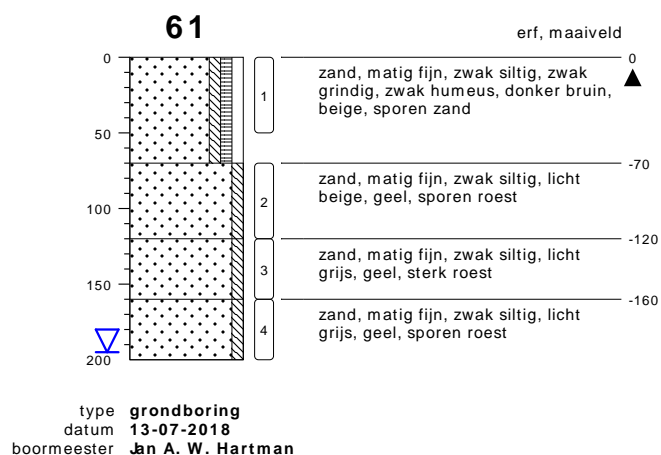 61
erf, maaiveld
0
0
1
zand, matig fijn, zwak siltig, zwak
grindig, zwak humeus, donker bruin,
beige, sporen zand
50
-70
2
zand, matig fijn, zwak siltig, licht
beige, geel, sporen roest
100
-120
3
zand, matig fijn, zwak siltig, licht
grijs, geel, sterk roest
150
-160
4
zand, matig fijn, zwak siltig, licht
grijs, geel, sporen roest
200
type grondboring
datum 13-07-2018
boormeester Jan A. W. Hartman